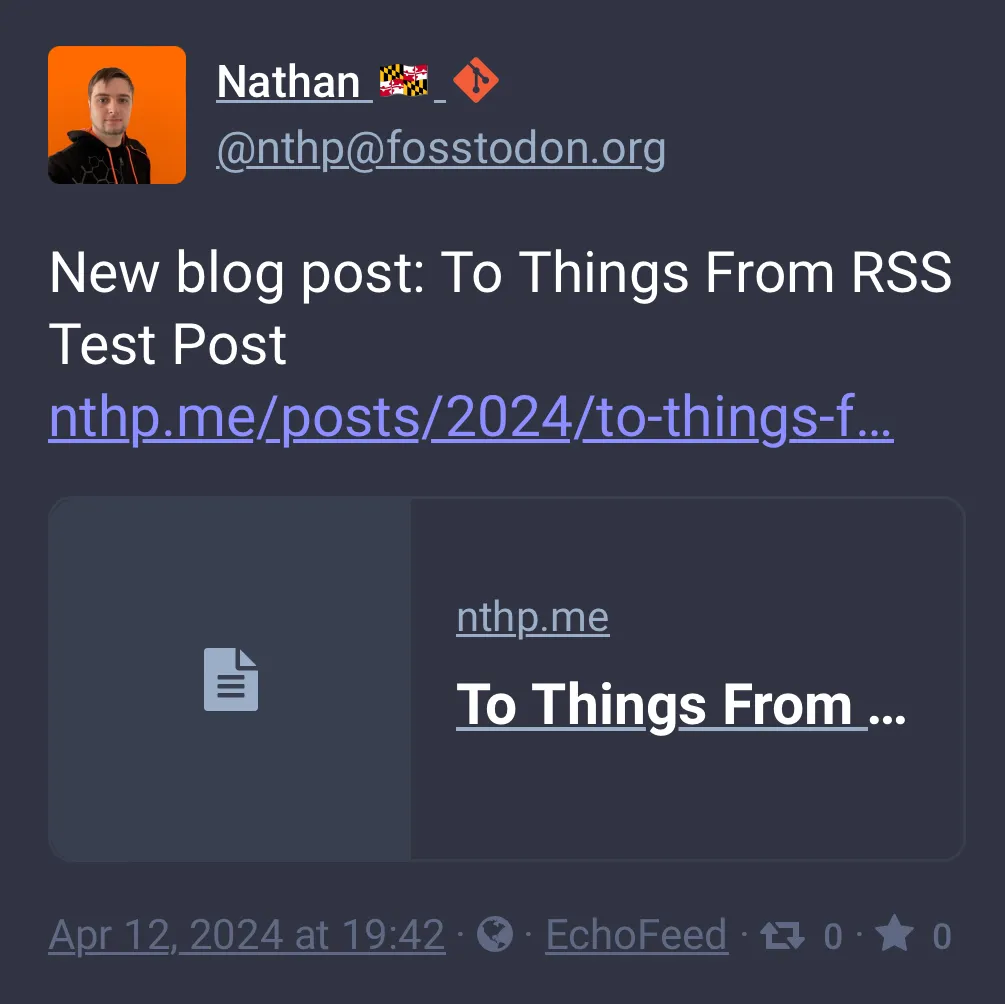 Nathan
@nthp@fosstodon.org
New blog post: To Things From RSS
Test Post
nthp.me/posts/2024/to-things-f…
nthp.me
To Things From …
Apr 12, 2024 at 19:42 · · EchoFeed · 0 · 0